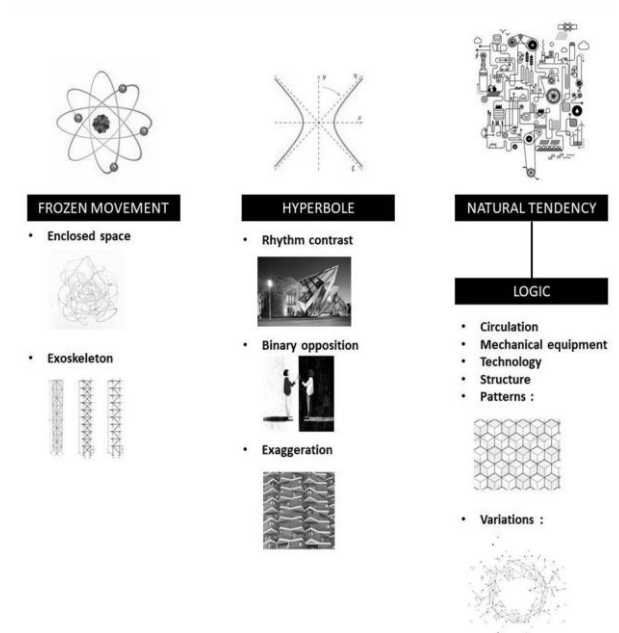 FROZEN MOVEMENT
• Enclosed space
• Exoskeleton
HYPERBOLE
• Rhythm contrast
• Binary opposition
• Exaggeration
NATURAL TENDENCY
LOGIC
• Circulation
• Mechanical equipment
• Technology
• Structure
• Patterns :
• Variations :